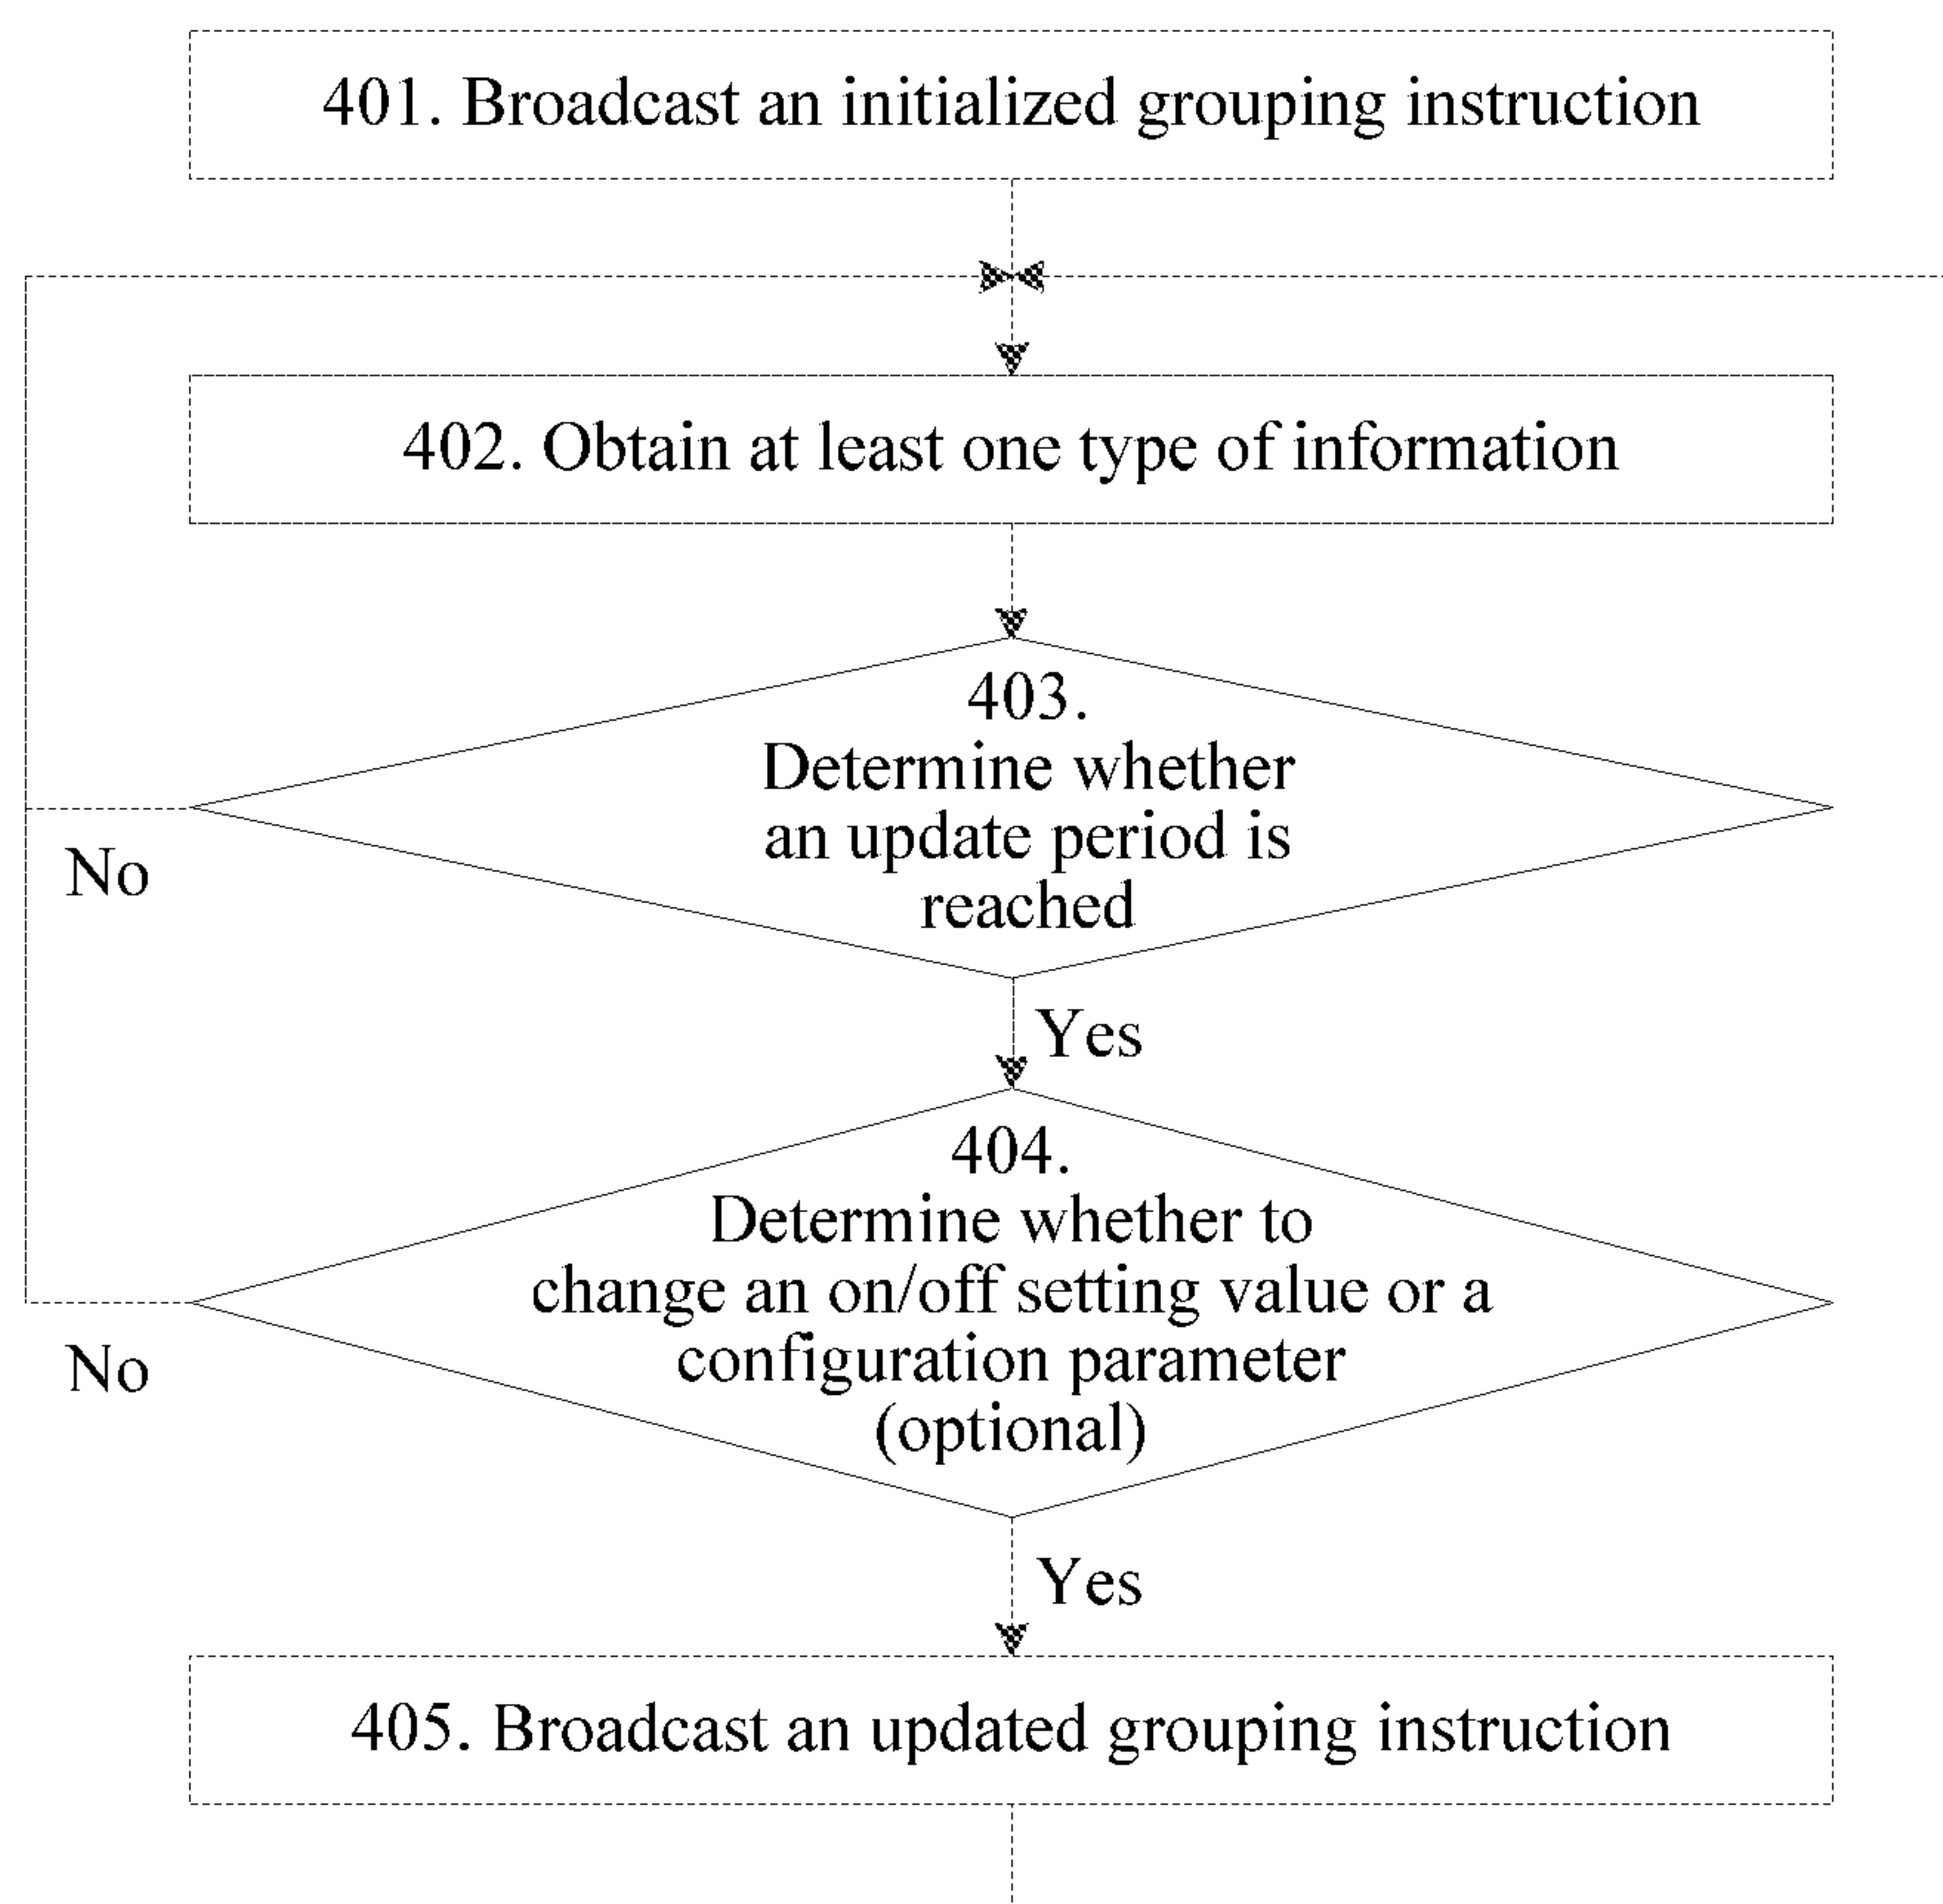 401. Broadcast an initialized grouping instruction
402. Obtain at least one type of information
403.
Determine whether
an update period is
reached
No
Yes
404.
Determine whether to
change an on/off setting value or a
configuration parameter
(optional)
No
Yes
405. Broadcast an updated grouping instruction